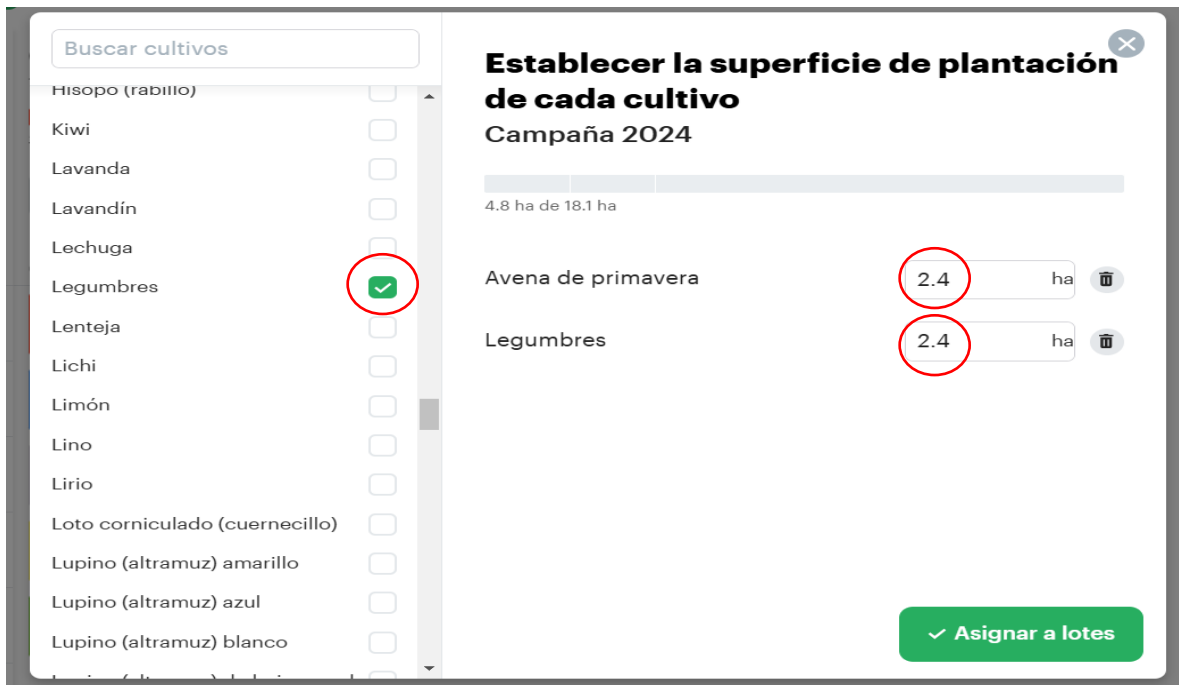 Buscar cultivos
Hisopo (rabillo)
Kiwi
Lavanda
Lavandín
Lechuga
Legumbres
Lenteja
Lichi
Limón
Lino
Lirio
Loto corniculado (cuernecillo)
Lupino (altramuz) amarillo
Lupino (altramuz) azul
Lupino (altramuz) blanco
Establecer la superficie de plantación
de cada cultivo
Campaña 2024
4.8 ha de 18.1 ha
Avena de primavera 2.4 ha
Legumbres 2.4 ha
Asignar a lotes